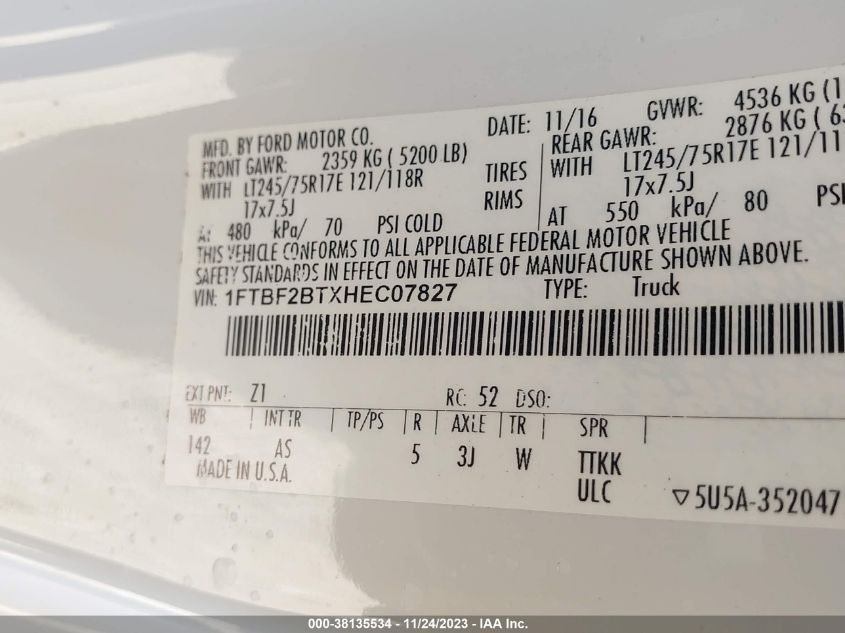 MFD. BY FORD MOTOR CO. DATE: 11/16 GVWR: 4536 KG (1
FRONT GAWR: 2359 KG ( 5200 LB) REAR GAWR: 2876 KG ( 63
WITH LT245/75R17E 121/118R TIRES WITH LT245/75R17E 121/11
17x7.5J RIMS 17x7.5J
AT 480 kPa/ 70 PSI COLD AT 550 kPa/ 80 PSI
THIS VEHICLE CONFORMS TO ALL APPLICABLE FEDERAL MOTOR VEHICLE
SAFETY STANDARDS IN EFFECT ON THE DATE OF MANUFACTURE SHOWN ABOVE.
VIN: 1FTBF2BTXHEC07827 TYPE: Truck
EXT PNT: Z1 RC: 52 DSO:
WB | INT TR | TP/PS | R | AXLE | TR | SPR |
142 AS 5 3J W TTKK
MADE IN U.S.A. ULC ▽5U5A-352047
000-38135534 - 11/24/2023 - IAA Inc.